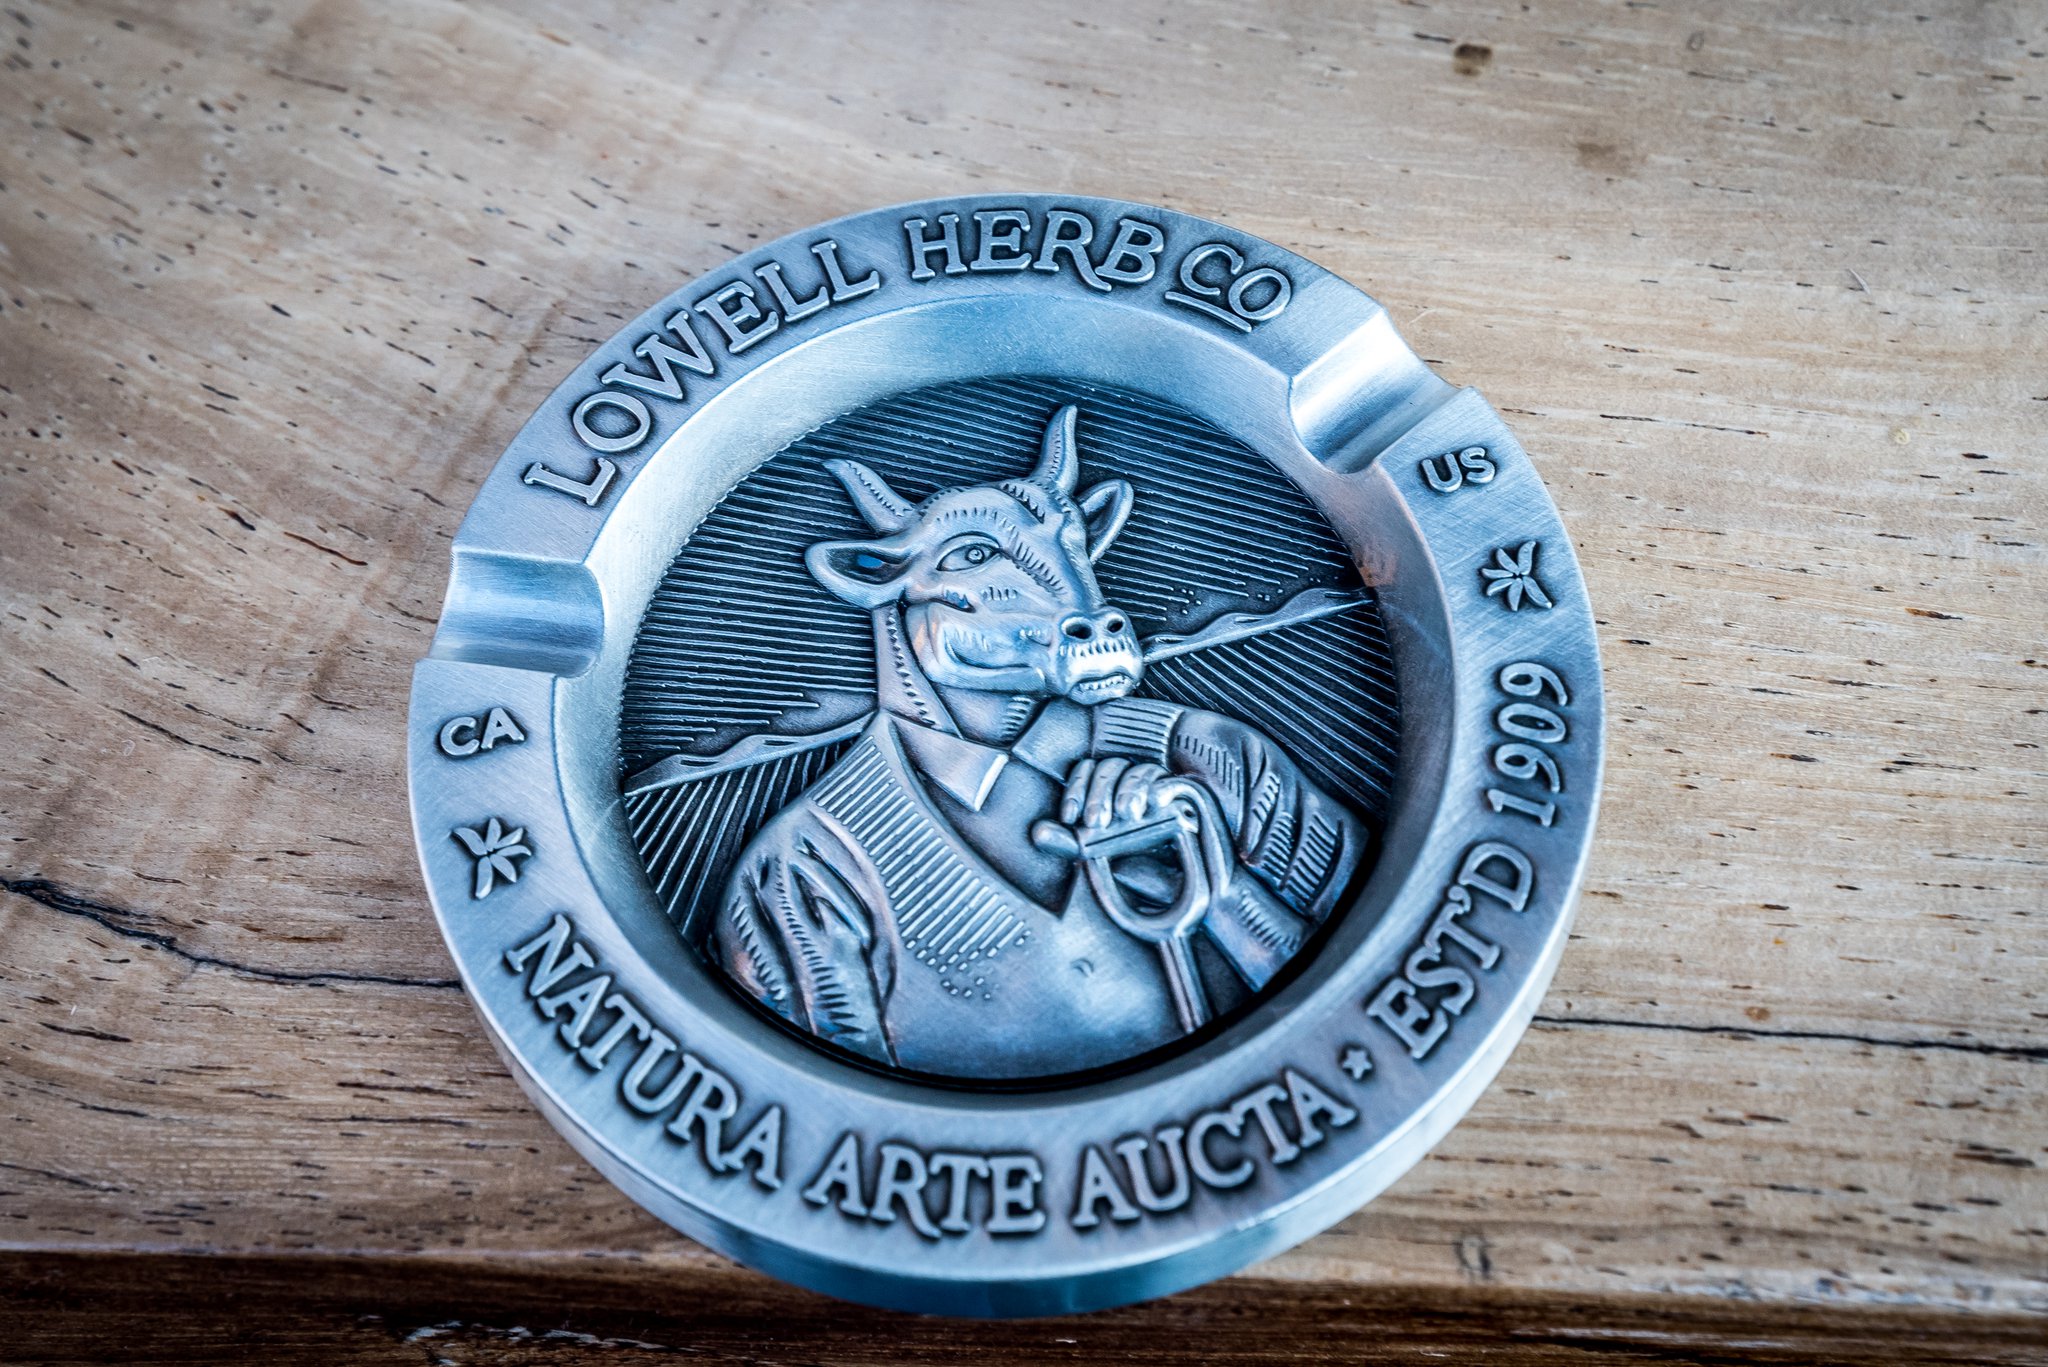 LOWELL HERB CO
US
EST'D 1909
NATURA ARTE AUCTA
CA